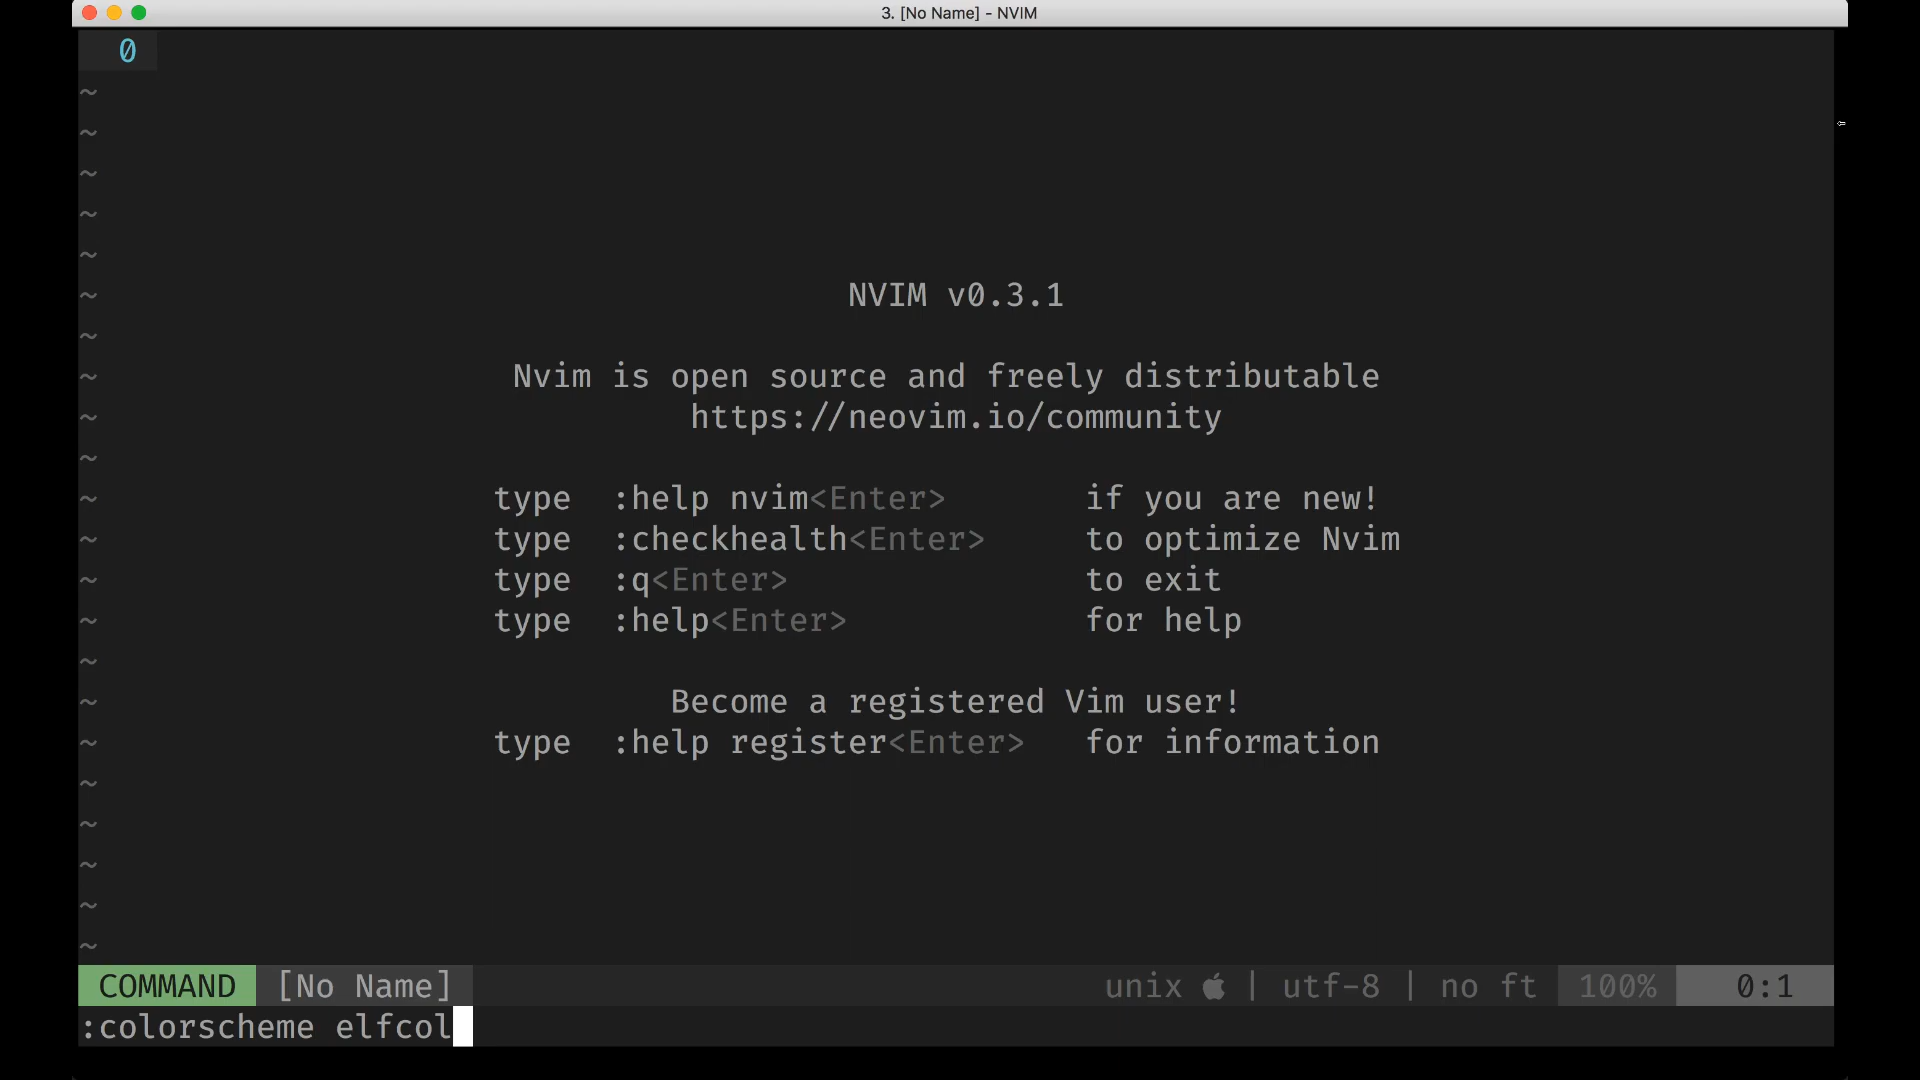 3. [No Name] - NVIM
0
~
~
~
~
~
~
NVIM v0.3.1
~
~
Nvim is open source and freely distributable
~
https://neovim.io/community
~
~
type :help nvim<Enter> if you are new!
~
type :checkhealth<Enter> to optimize Nvim
~
type :q<Enter> to exit
~
type :help<Enter> for help
~
~
Become a registered Vim user!
~
type :help register<Enter> for information
~
~
~
~
~
COMMAND [No Name] unix | utf-8 | no ft 100% 0:1
:colorscheme elfcol